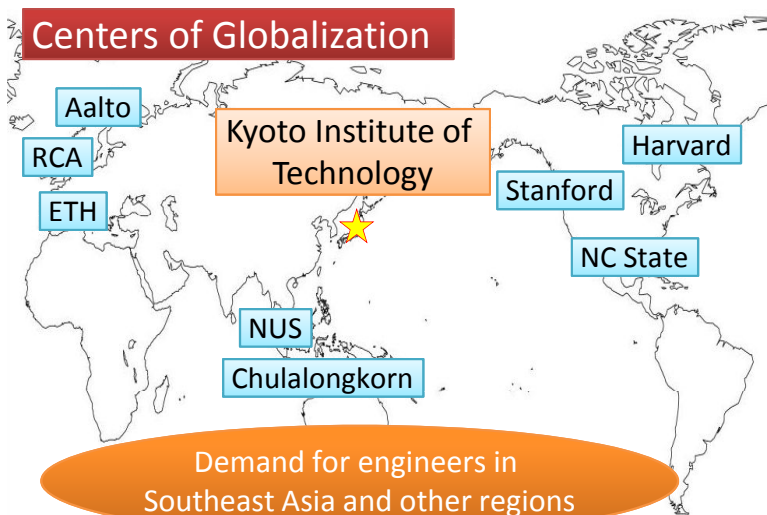 Centers of Globalization
Aalto
Kyoto Institute of
Technology
Harvard
RCA
Stanford
ETH
NC State
NUS
Chulalongkorn
Demand for engineers in
Southeast Asia and other regions